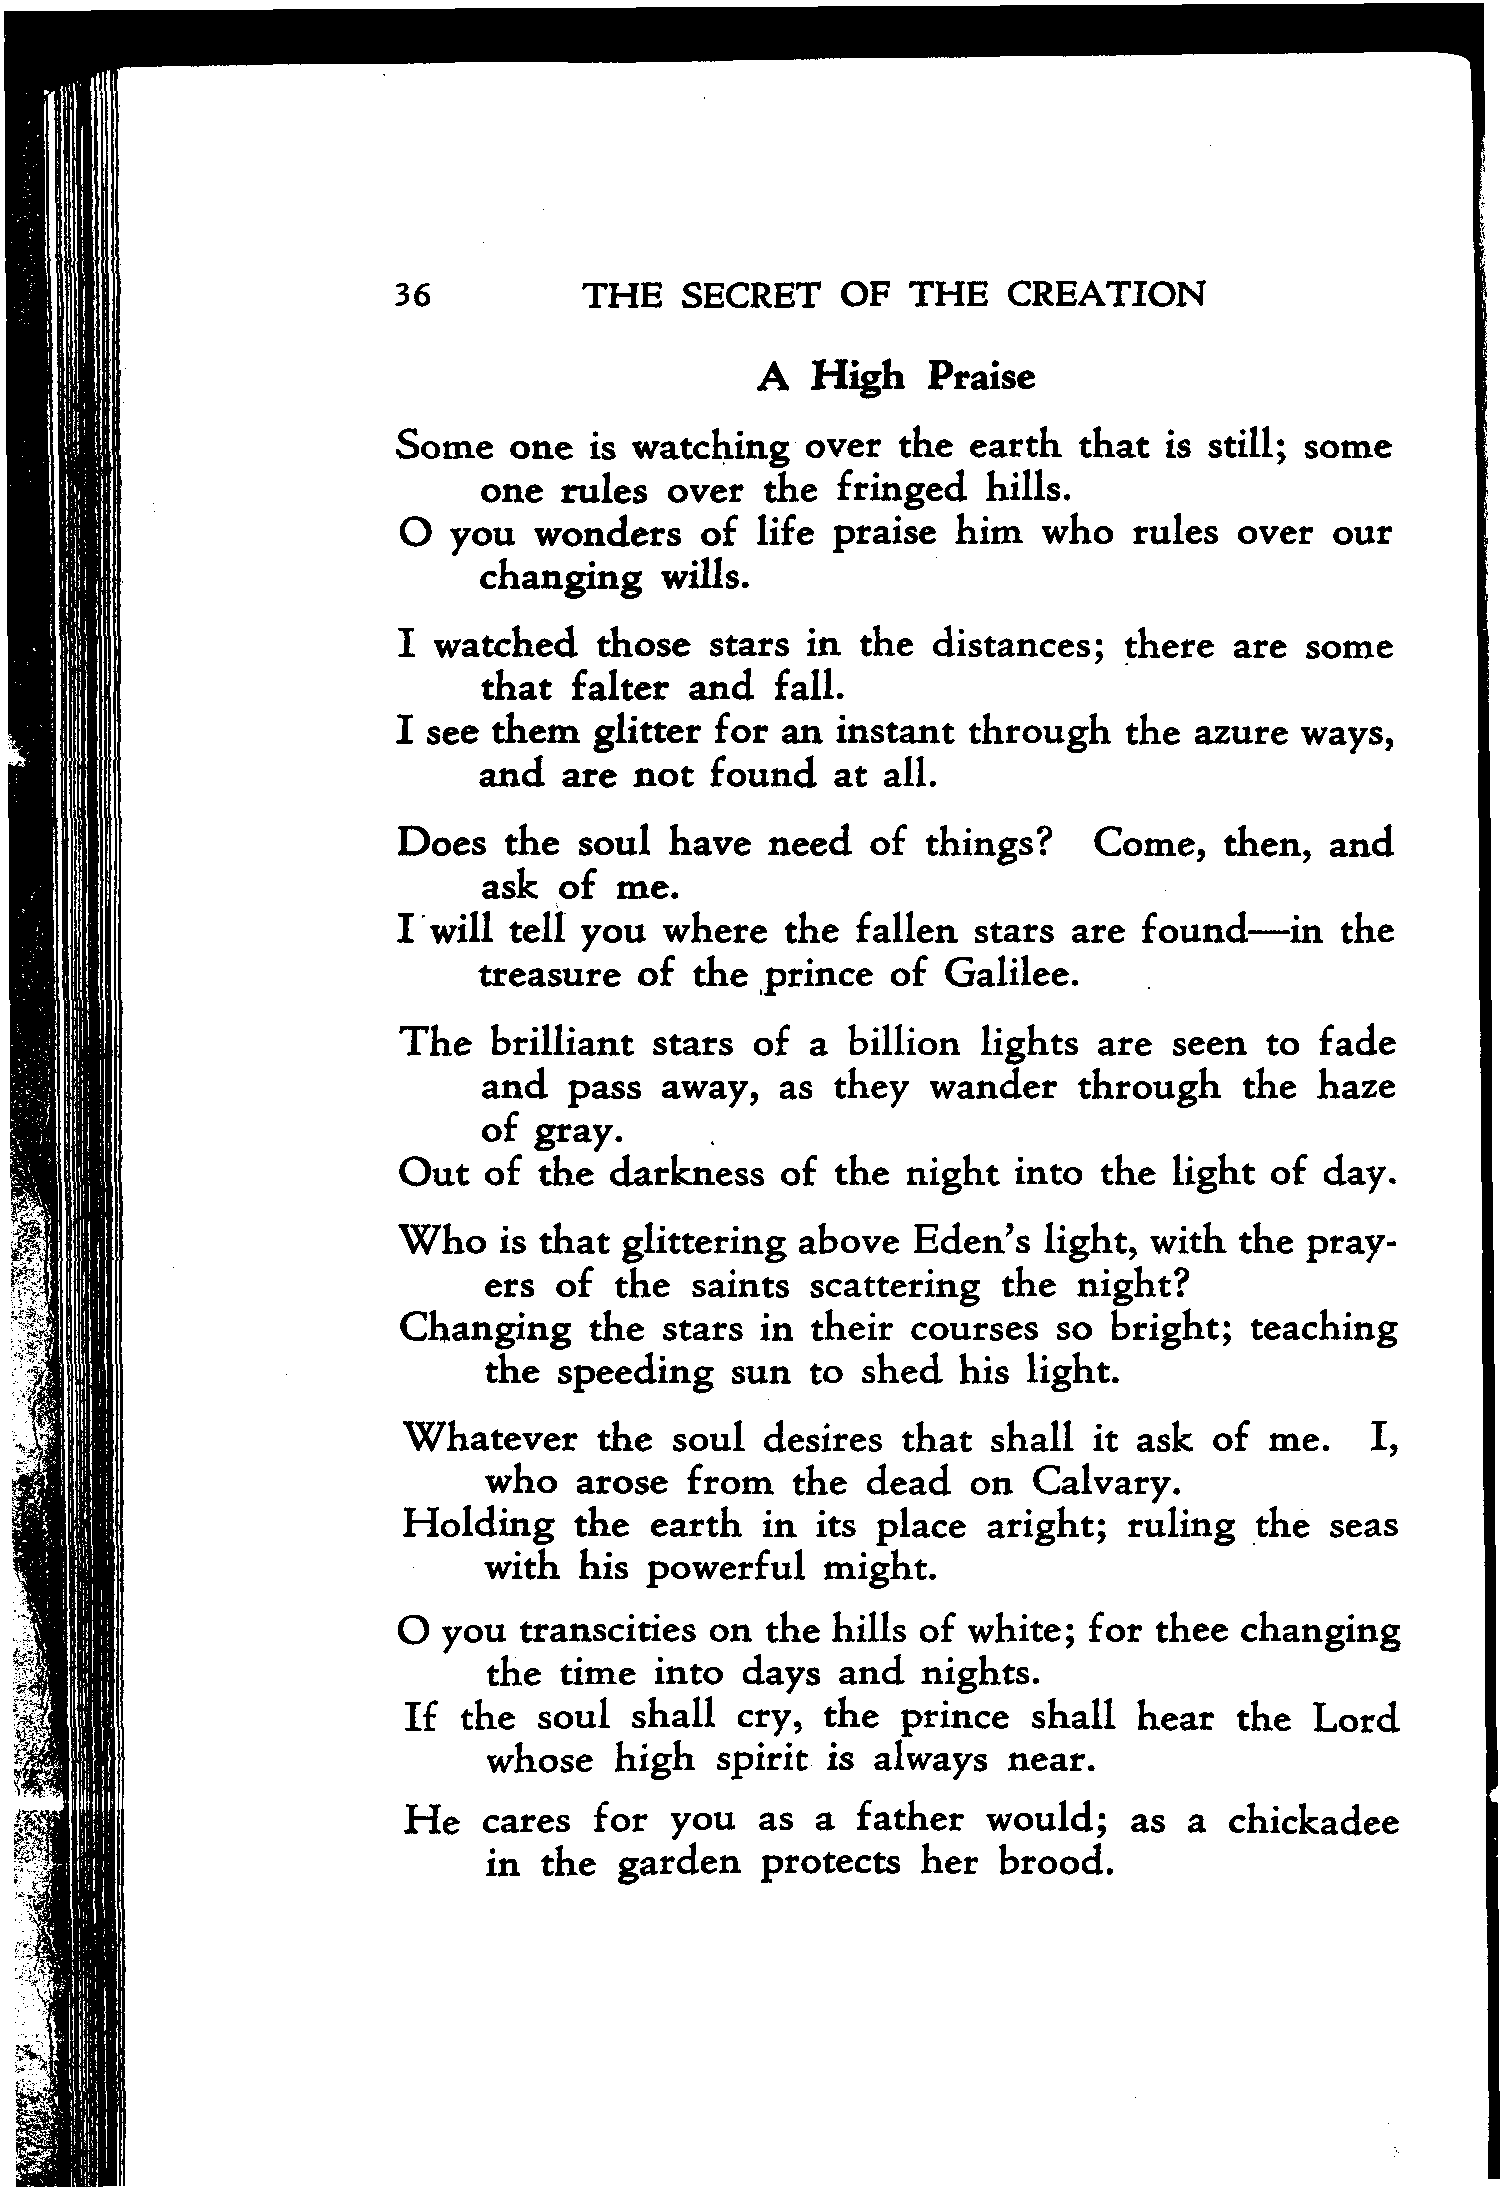 36 THE SECRET OF THE CREATION
A High Praise
Some one is watching over the earth that is still; some
one rules over the fringed hills.
O you wonders of life praise him who rules over our
changing wills.
I watched those stars in the distances; there are some
that falter and fall.
I see them glitter for an instant through the azure ways,
and are not found at all.
Does the soul have need of things? Come, then, and
ask of me.
I will tell you where the fallen stars are found—in the
treasure of the prince of Galilee.
The brilliant stars of a billion lights are seen to fade
and pass away, as they wander through the haze
of gray.
Out of the darkness of the night into the light of day.
Who is that glittering above Eden's light, with the pray-
ers of the saints scattering the night?
Changing the stars in their courses so bright; teaching
the speeding sun to shed his light.
Whatever the soul desires that shall it ask of me. I,
who arose from the dead on Calvary.
Holding the earth in its place aright; ruling the seas
with his powerful might.
O you transcities on the hills of white; for thee changing
the time into days and nights.
If the soul shall cry, the prince shall hear the Lord
whose high spirit is always near.
He cares for you as a father would; as a chickadee
in the garden protects her brood.